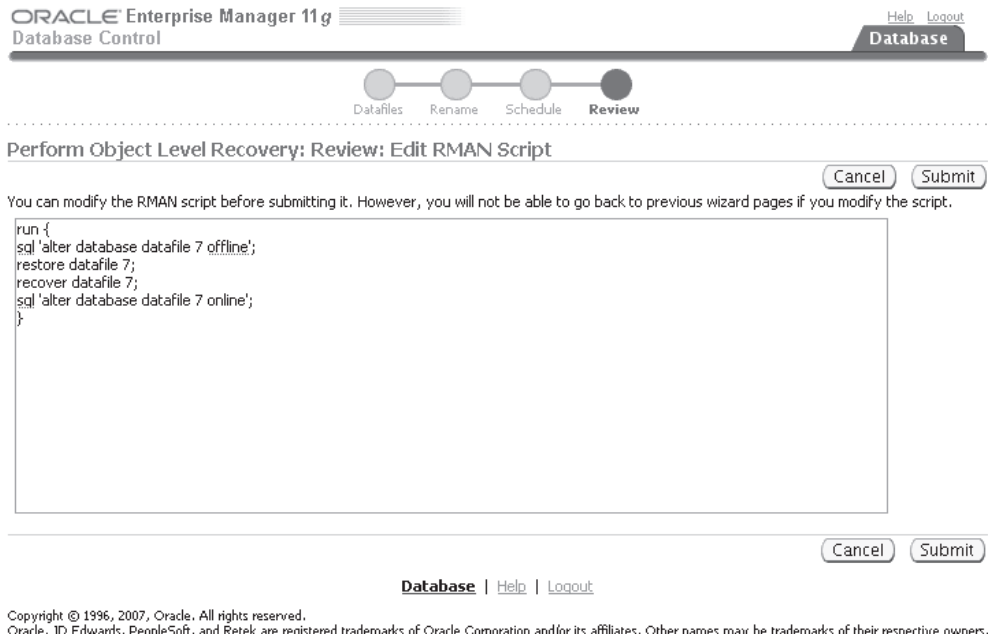 ORACLE Enterprise Manager 11g
Database Control
Help Logout
Database
Datafiles Rename Schedule Review
Perform Object Level Recovery: Review: Edit RMAN Script
Cancel Submit
You can modify the RMAN script before submitting it. However, you will not be able to go back to previous wizard pages if you modify the script.
run {
sql 'alter database datafile 7 offline';
restore datafile 7;
recover datafile 7;
sql 'alter database datafile 7 online';
}
Cancel Submit
Database | Help | Logout
Copyright © 1996, 2007, Oracle. All rights reserved.
Oracle, JD Edwards, PeopleSoft, and Retek are registered trademarks of Oracle Corporation and/or its affiliates. Other names may be trademarks of their respective owners.